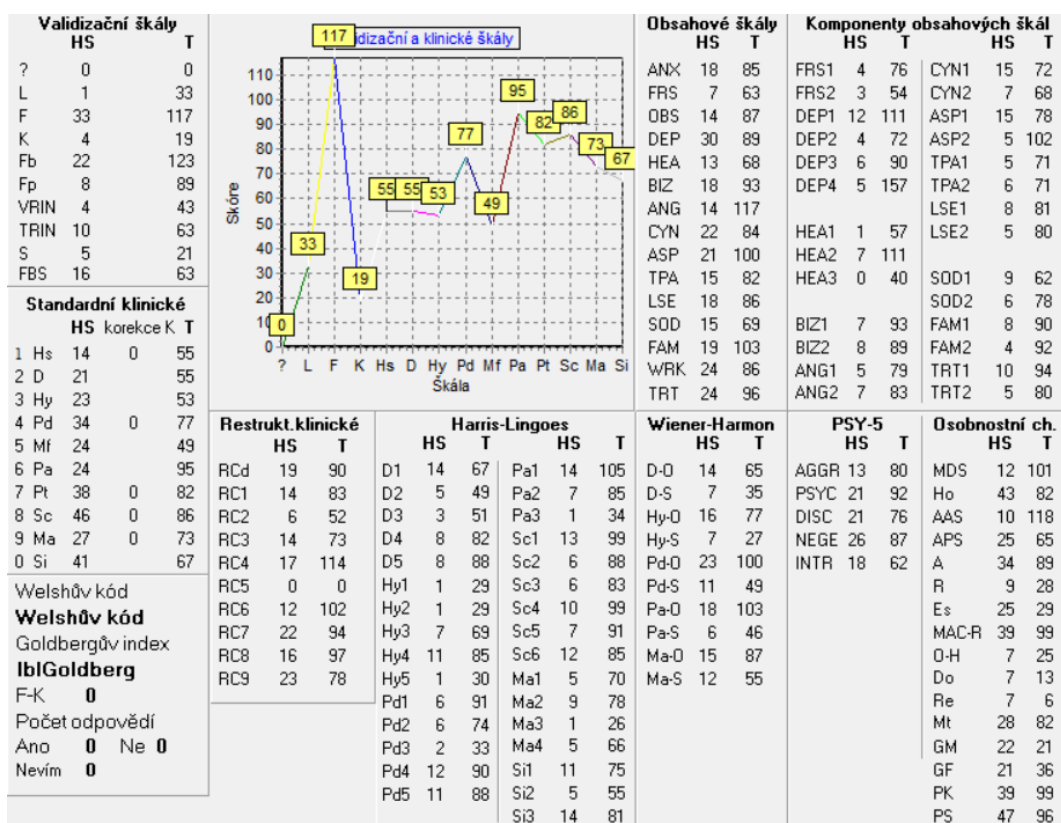 Validizační škály
HS T
? 0 0
L 1 33
F 33 117
K 4 19
Fb 22 123
Fp 8 89
VRIN 4 43
TRIN 10 63
S 5 21
FBS 16 63
Standardní klinické
HS korekce K T
1 Hs 14 0 55
2 D 21 55
3 Hy 23 53
4 Pd 34 0 77
5 Mf 24 49
6 Pa 24 95
7 Pt 38 0 82
8 Sc 46 0 86
9 Ma 27 0 73
0 Si 41 67
Welshův kód
Welshův kód
Goldbergův index
lblGoldberg
F-K 0
Počet odpovědí
Ano 0 Ne 0
Nevím 0
lidizační a klinické škály
Skóre
110
100
90
80
70
60
50
40
30
20
10
0
0 33 117 19 55 55 53 77 49 95 82 86 73 67
? L F K Hs D Hy Pd Mf Pa Pt Sc Ma Si
Škála
Obsahové škály
HS T
ANX 18 85
FRS 7 63
OBS 14 87
DEP 30 89
HEA 13 68
BIZ 18 93
ANG 14 117
CYN 22 84
ASP 21 100
TPA 15 82
LSE 18 86
SOD 15 69
FAM 19 103
WRK 24 86
TRT 24 96
Komponenty obsahových škál
HS T HS T
FRS1 4 76 CYN1 15 72
FRS2 3 54 CYN2 7 68
DEP1 12 111 ASP1 15 78
DEP2 4 72 ASP2 5 102
DEP3 6 90 TPA1 5 71
DEP4 5 157 TPA2 6 71
LSE1 8 81
HEA1 1 57 LSE2 5 80
HEA2 7 111
HEA3 0 40 SOD1 9 62
SOD2 6 78
BIZ1 7 93 FAM1 8 90
BIZ2 8 89 FAM2 4 92
ANG1 5 79 TRT1 10 94
ANG2 7 83 TRT2 5 80
Restrukt.klinické
HS T
RCd 19 90
RC1 14 83
RC2 6 52
RC3 14 73
RC4 17 114
RC5 0 0
RC6 12 102
RC7 22 94
RC8 16 97
RC9 23 78
Harris-Lingoes
HS T HS T
D1 14 67 Pa1 14 105
D2 5 49 Pa2 7 85
D3 3 51 Pa3 1 34
D4 8 82 Sc1 13 99
D5 8 88 Sc2 6 88
Hy1 1 29 Sc3 6 83
Hy2 1 29 Sc4 10 99
Hy3 7 69 Sc5 7 91
Hy4 11 85 Sc6 12 85
Hy5 1 30 Ma1 5 70
Pd1 6 91 Ma2 9 78
Pd2 6 74 Ma3 1 26
Pd3 2 33 Ma4 5 66
Pd4 12 90 Si1 11 75
Pd5 11 88 Si2 5 55
Si3 14 81
Wiener-Harmon
HS T
D-O 14 65
D-S 7 35
Hy-O 16 77
Hy-S 7 27
Pd-O 23 100
Pd-S 11 49
Pa-O 18 103
Pa-S 6 46
Ma-O 15 87
Ma-S 12 55
PSY-5
HS T
AGGR 13 80
PSYC 21 92
DISC 21 76
NEGE 26 87
INTR 18 62
Osobnostní ch.
HS T
MDS 12 101
Ho 43 82
AAS 10 118
APS 25 65
A 34 89
R 9 28
Es 25 29
MAC-R 39 99
O-H 7 25
Do 7 13
Re 7 6
Mt 28 82
GM 22 21
GF 21 36
PK 39 99
PS 47 96